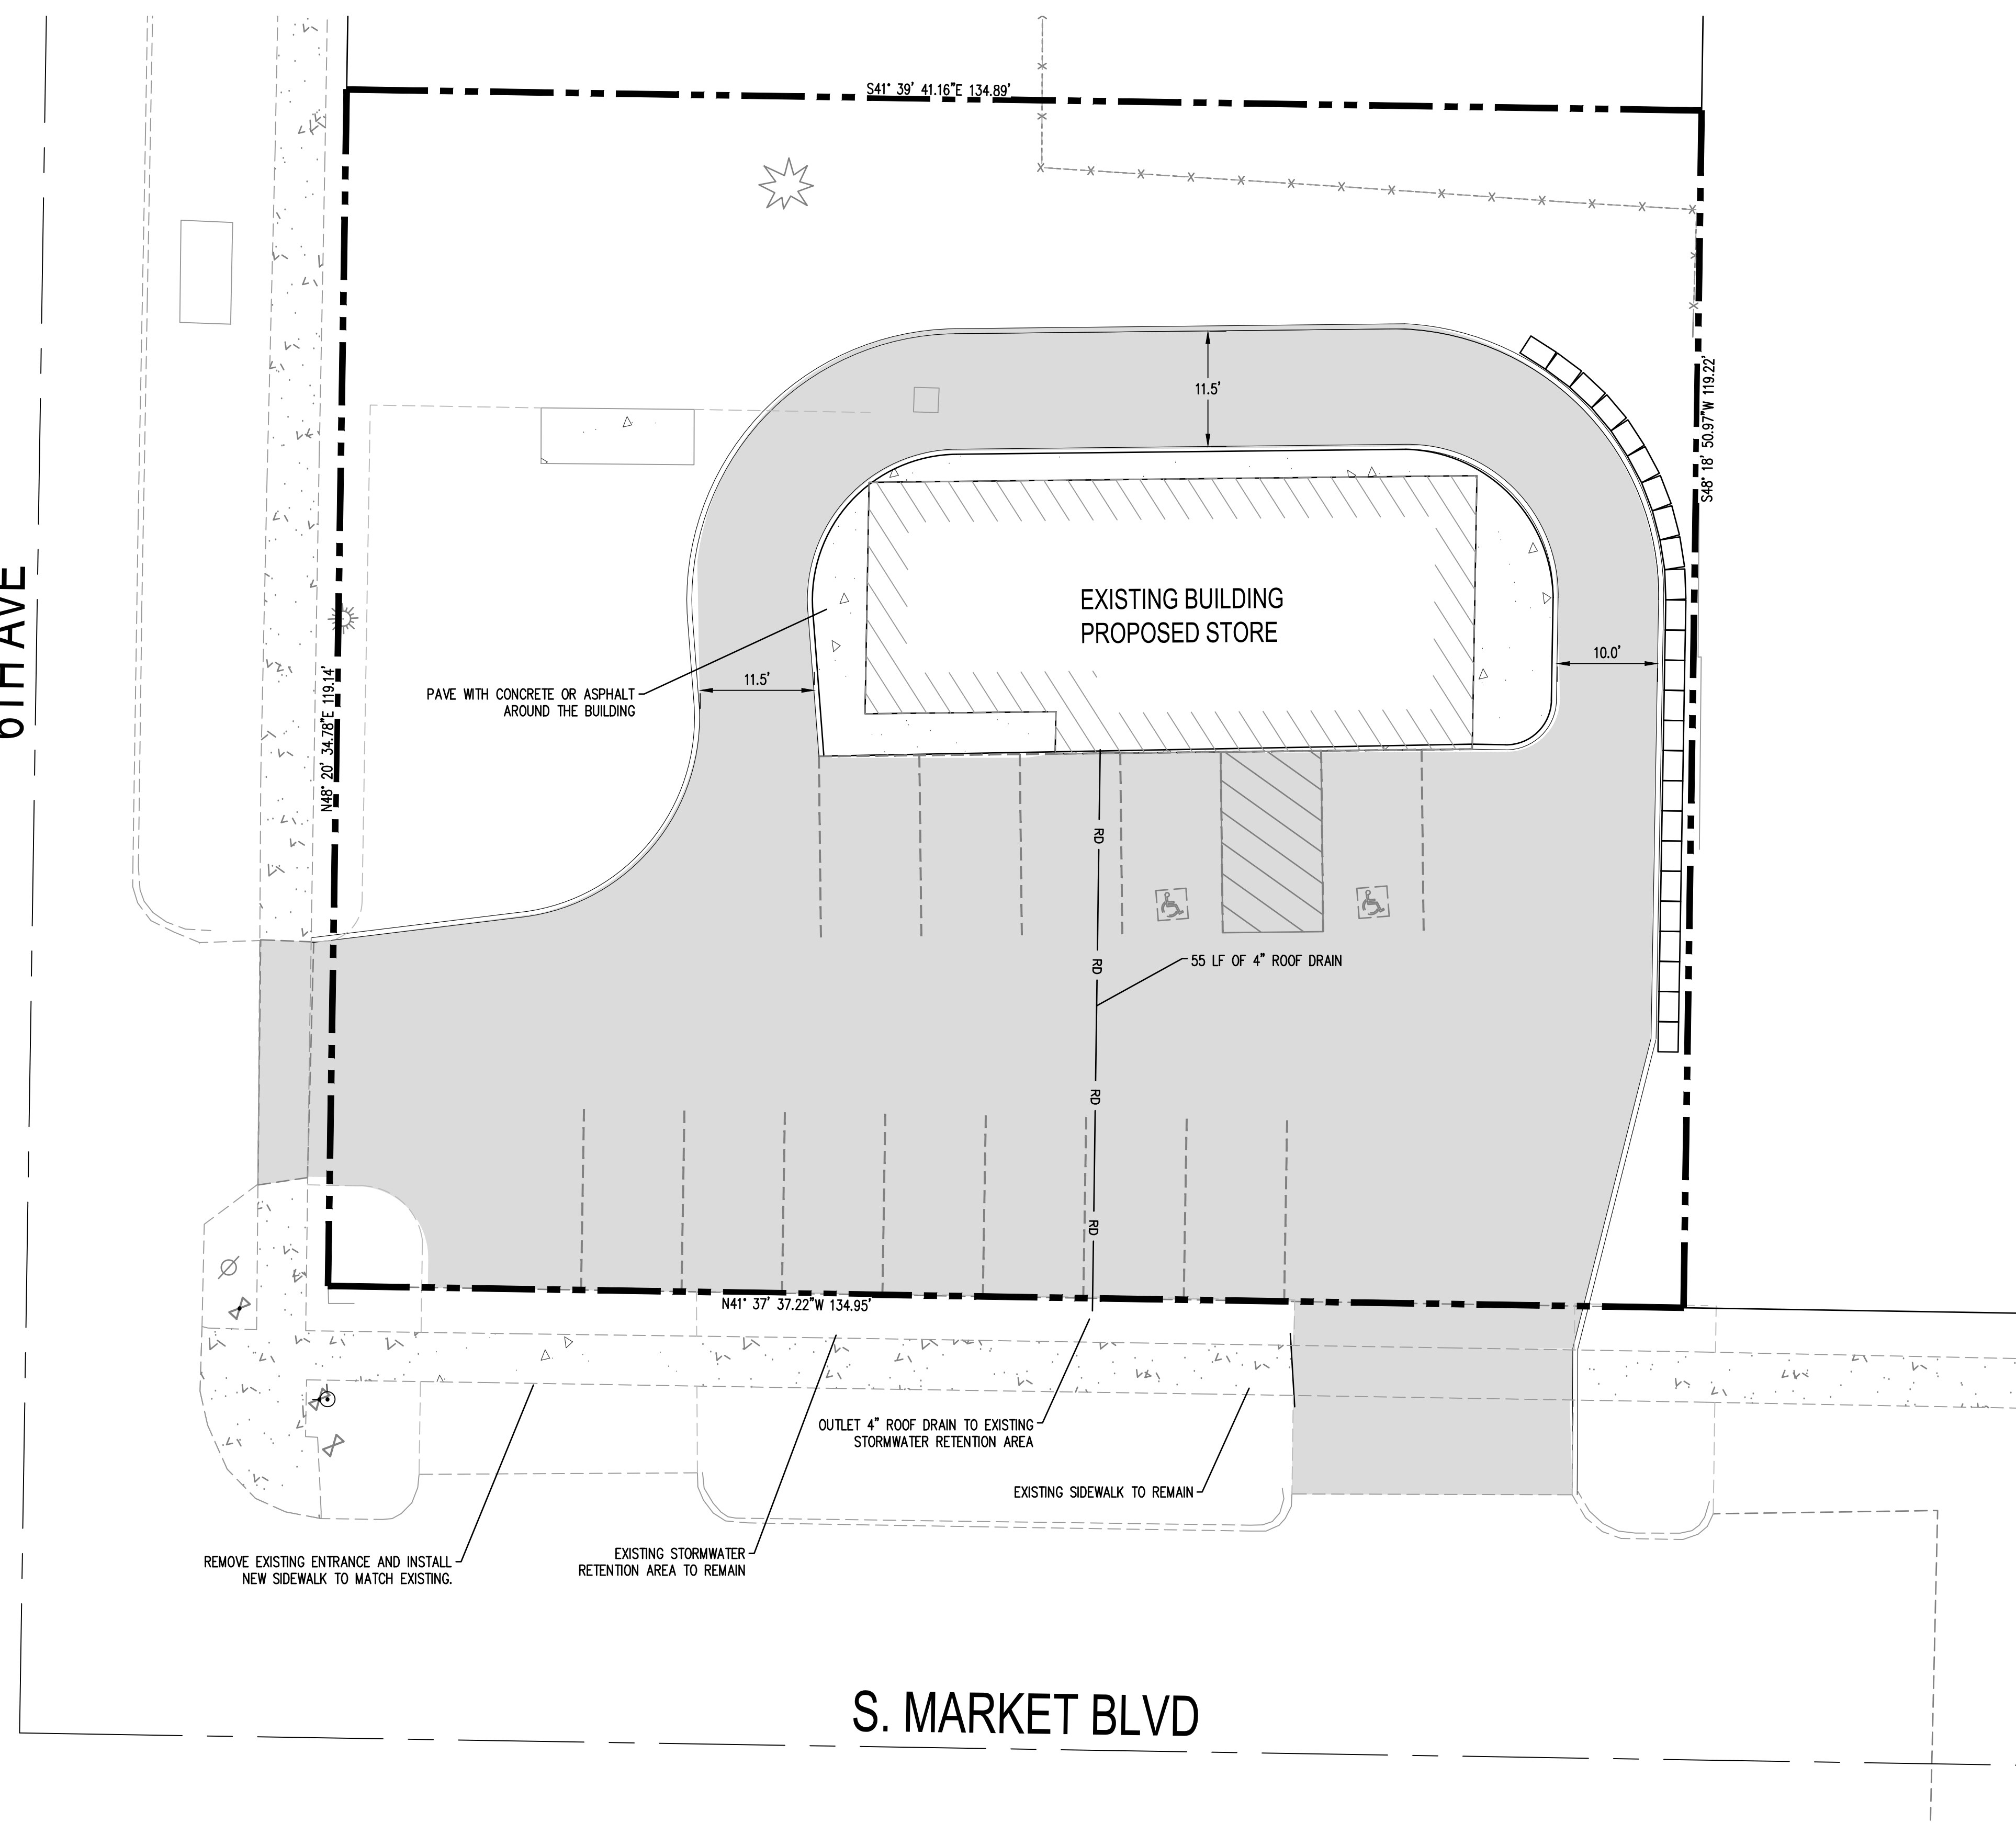 S41° 39' 41.16"E 134.89'
S48° 18' 50.97"W 119.22'
11.5'
6TH AVE
EXISTING BUILDING
PROPOSED STORE
10.0'
11.5'
PAVE WITH CONCRETE OR ASPHALT
AROUND THE BUILDING
N48° 20' 34.78"E 119.14'
RD
RD
55 LF OF 4" ROOF DRAIN
RD
RD
N41° 37' 37.22"W 134.95'
OUTLET 4" ROOF DRAIN TO EXISTING
STORMWATER RETENTION AREA
EXISTING SIDEWALK TO REMAIN
EXISTING STORMWATER
RETENTION AREA TO REMAIN
REMOVE EXISTING ENTRANCE AND INSTALL
NEW SIDEWALK TO MATCH EXISTING.
S. MARKET BLVD